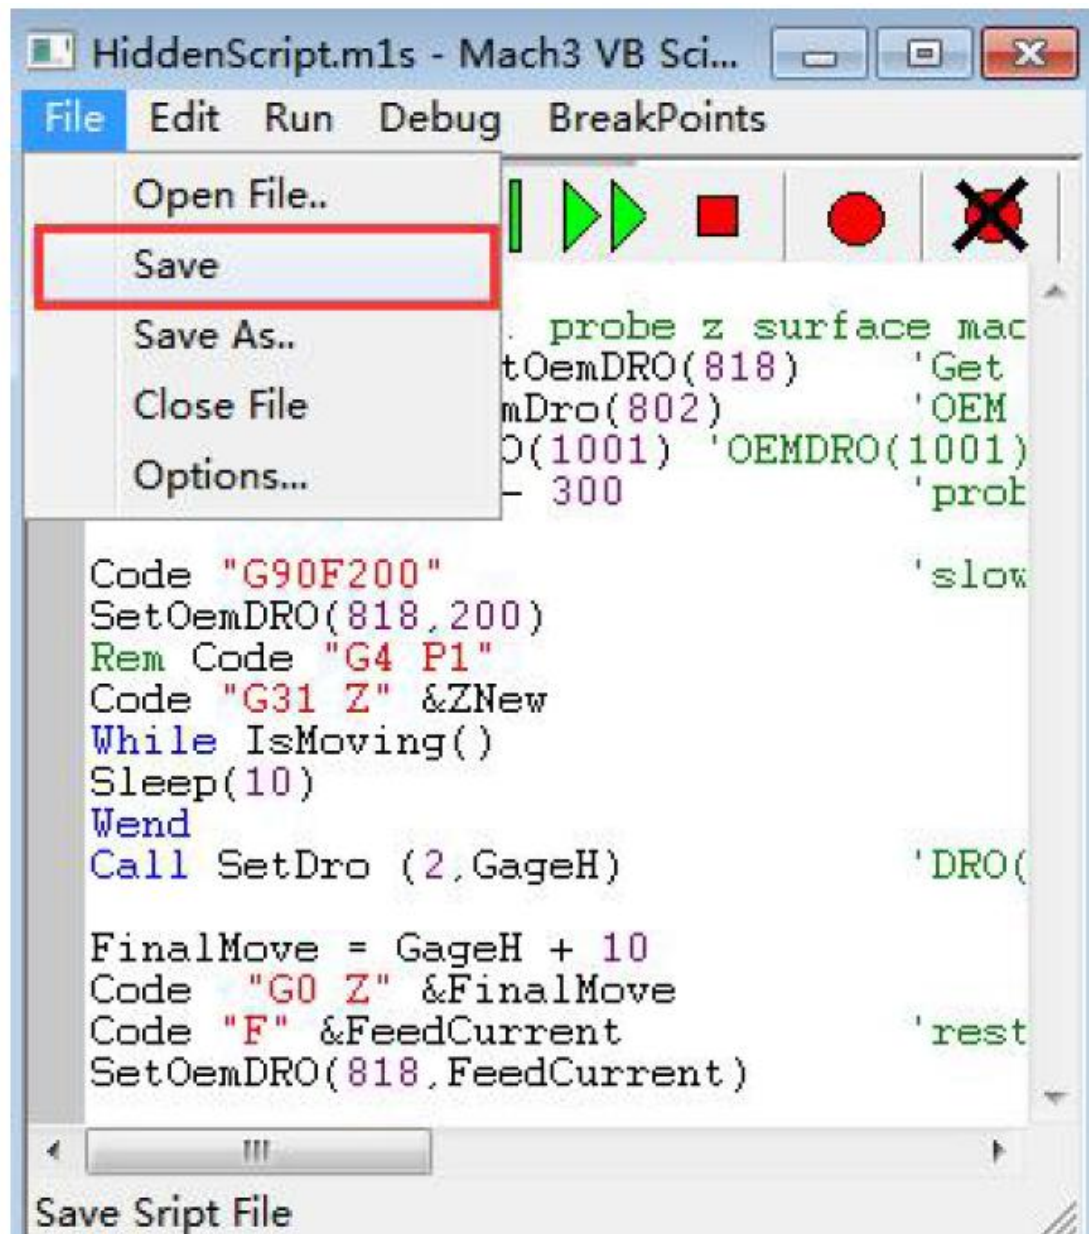 HiddenScript.m1s - Mach3 VB Sci...
File Edit Run Debug BreakPoints
Open File..
Save
Save As..
Close File
Options...
. probe z surface mac
tOemDRO(818) 'Get
mDro(802) 'OEM
O(1001) 'OEMDRO(1001)
- 300 'prob
Code "G90F200" 'slow
SetOemDRO(818,200)
Rem Code "G4 P1"
Code "G31 Z" &ZNew
While IsMoving()
Sleep(10)
Wend
Call SetDro (2,GageH) 'DRO(
FinalMove = GageH + 10
Code "G0 Z" &FinalMove
Code "F" &FeedCurrent 'rest
SetOemDRO(818,FeedCurrent)
Save Sript File